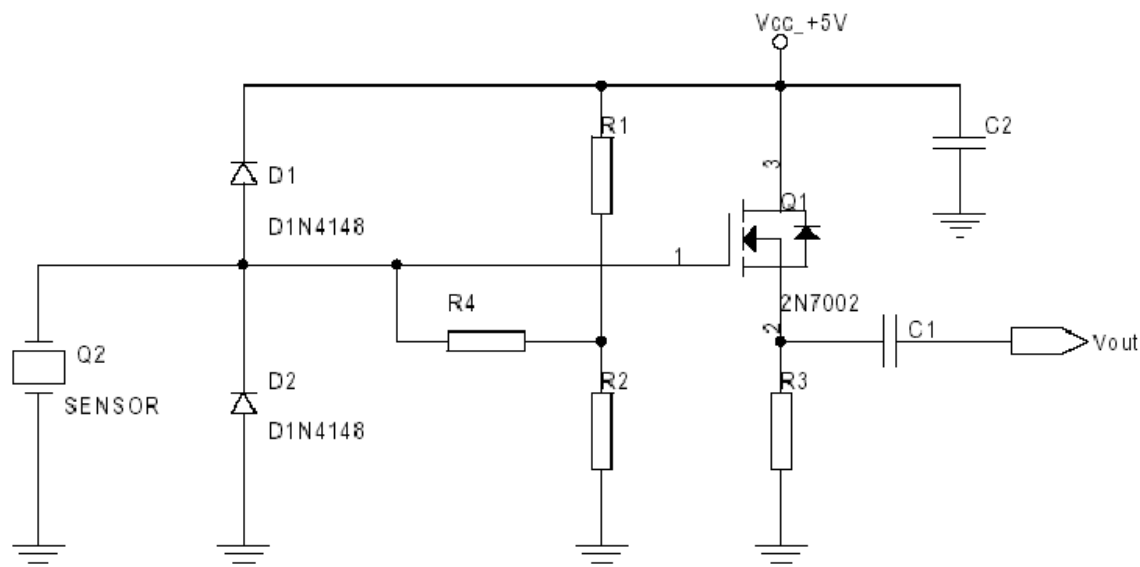 Vcc_+5V
R1
C2
D1
3
Q1
D1N4148
1
R4
2N7002
2
C1
Q2
Vout
D2
R2
R3
SENSOR
D1N4148